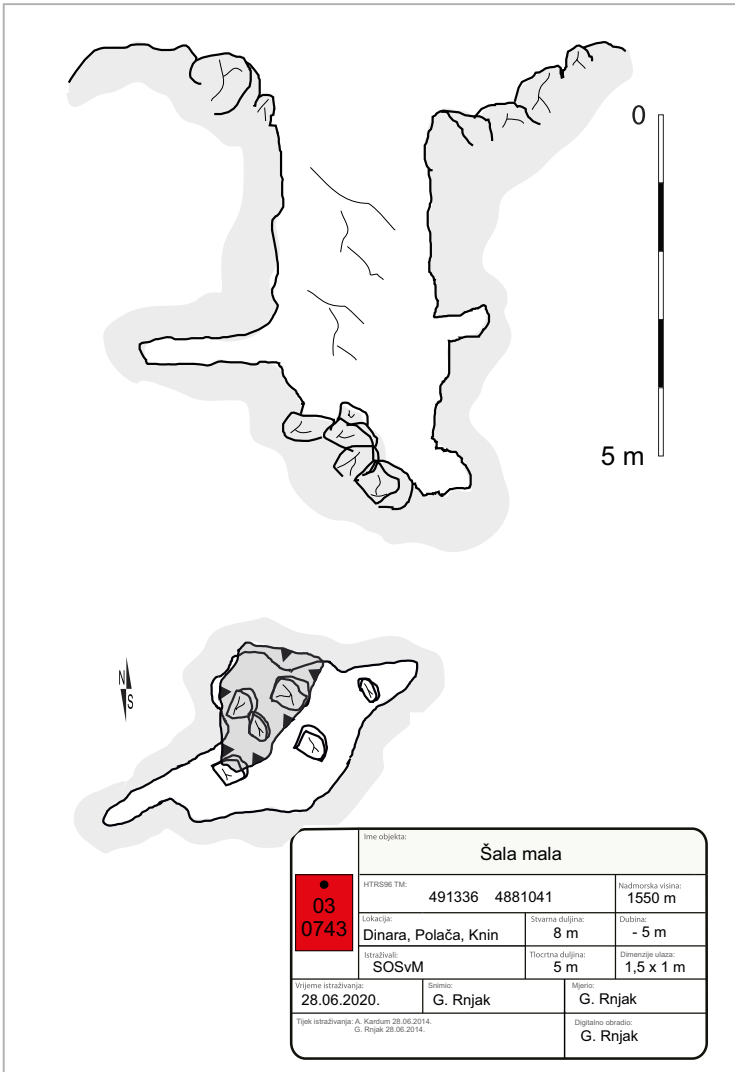 0
5 m
N
S
Ime objekta:
Šala mala
03
0743
HTRS96 TM:
491336 4881041
Nadmorska visina:
1550 m
Lokacija:
Dinara, Polača, Knin
Stvarna duljina:
8 m
Dubina:
- 5 m
Istraživali:
SOSvM
Tlocrtna duljina:
5 m
Dimenzije ulaza:
1,5 x 1 m
Vrijeme istraživanja:
28.06.2020.
Snimio:
G. Rnjak
Mjerio:
G. Rnjak
Tijek istraživanja: A. Kardum 28.06.2014.
G. Rnjak 28.06.2014.
Digitalno obradio:
G. Rnjak